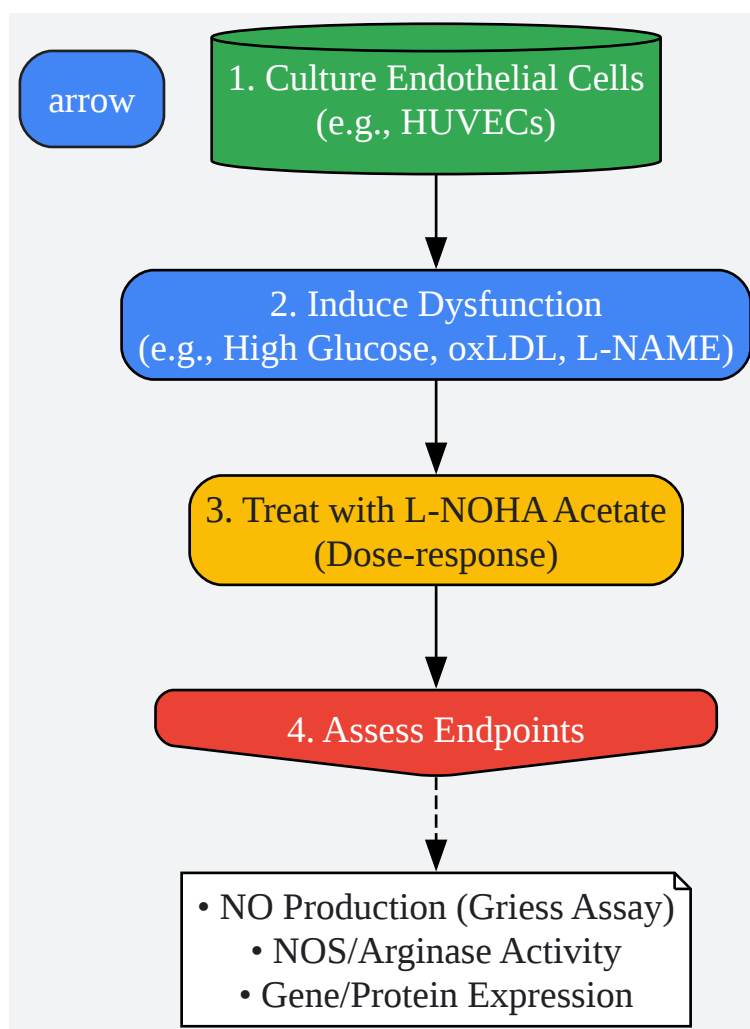 arrow
1. Culture Endothelial Cells
(e.g., HUVECs)
2. Induce Dysfunction
(e.g., High Glucose, oxLDL, L-NAME)
3. Treat with L-NOHA Acetate
(Dose-response)
4. Assess Endpoints
• NO Production (Griess Assay)
• NOS/Arginase Activity
• Gene/Protein Expression